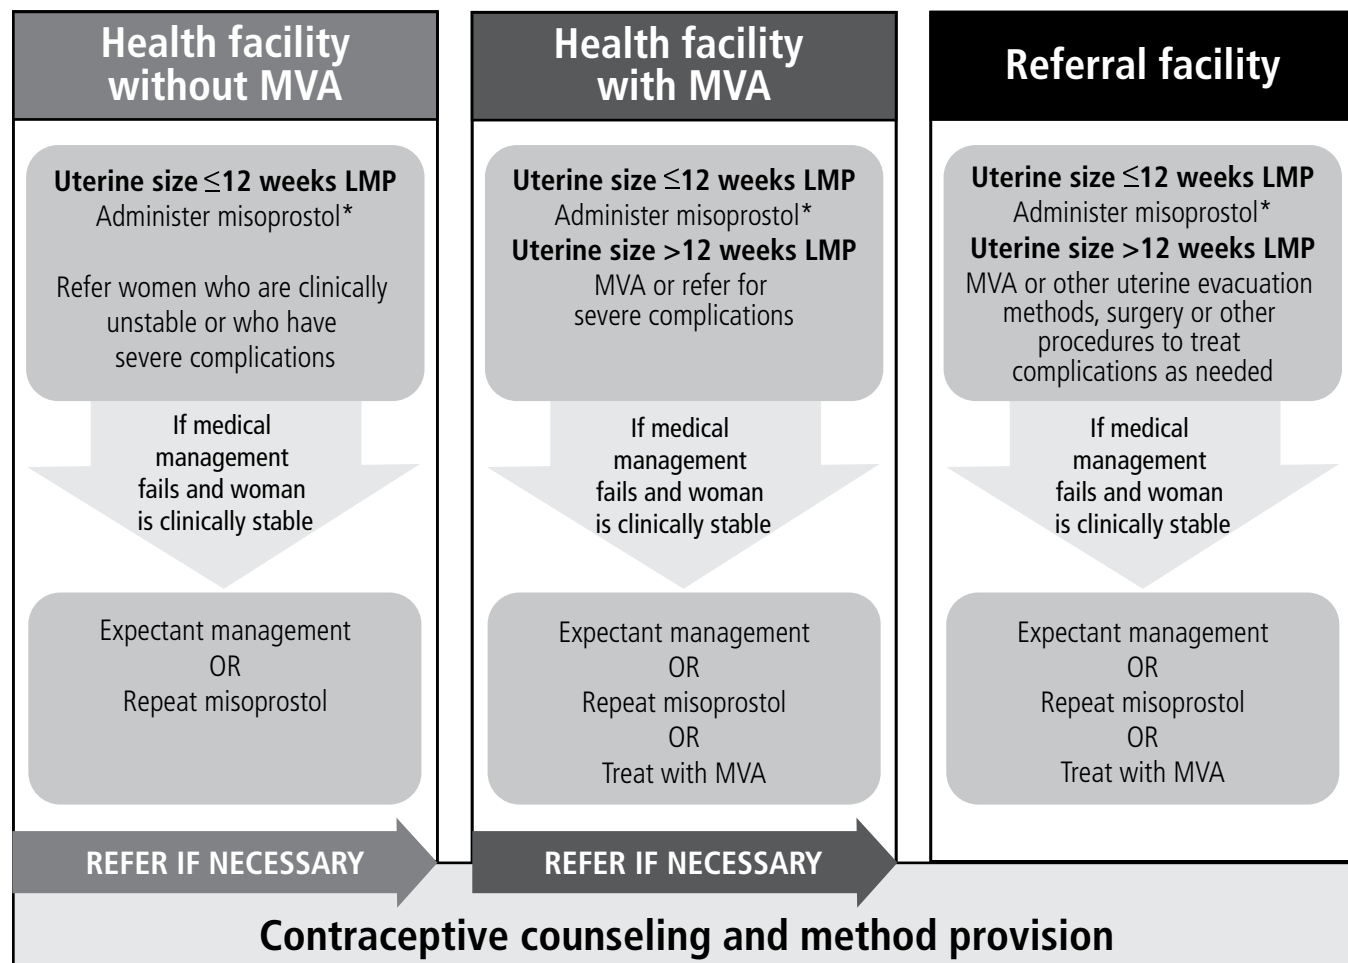 Health facility
without MVA
Uterine size ≤12 weeks LMP
Administer misoprostol*
Refer women who are clinically
unstable or who have
severe complications
If medical
management
fails and woman
is clinically stable
Expectant management
OR
Repeat misoprostol
REFER IF NECESSARY
Health facility
with MVA
Uterine size ≤12 weeks LMP
Administer misoprostol*
Uterine size >12 weeks LMP
MVA or refer for
severe complications
If medical
management
fails and woman
is clinically stable
Expectant management
OR
Repeat misoprostol
OR
Treat with MVA
REFER IF NECESSARY
Referral facility
Uterine size ≤12 weeks LMP
Administer misoprostol*
Uterine size >12 weeks LMP
MVA or other uterine evacuation
methods, surgery or other
procedures to treat
complications as needed
If medical
management
fails and woman
is clinically stable
Expectant management
OR
Repeat misoprostol
OR
Treat with MVA
Contraceptive counseling and method provision